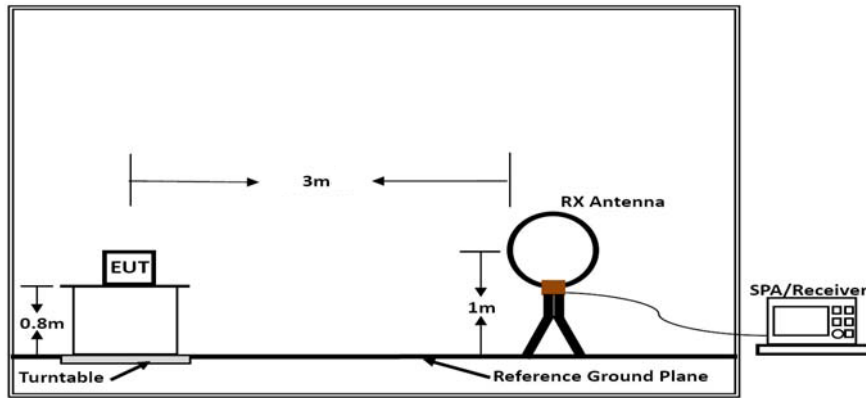 3m
RX Antenna
EUT
SPA/Receiver
0.8m
1m
Turntable
Reference Ground Plane